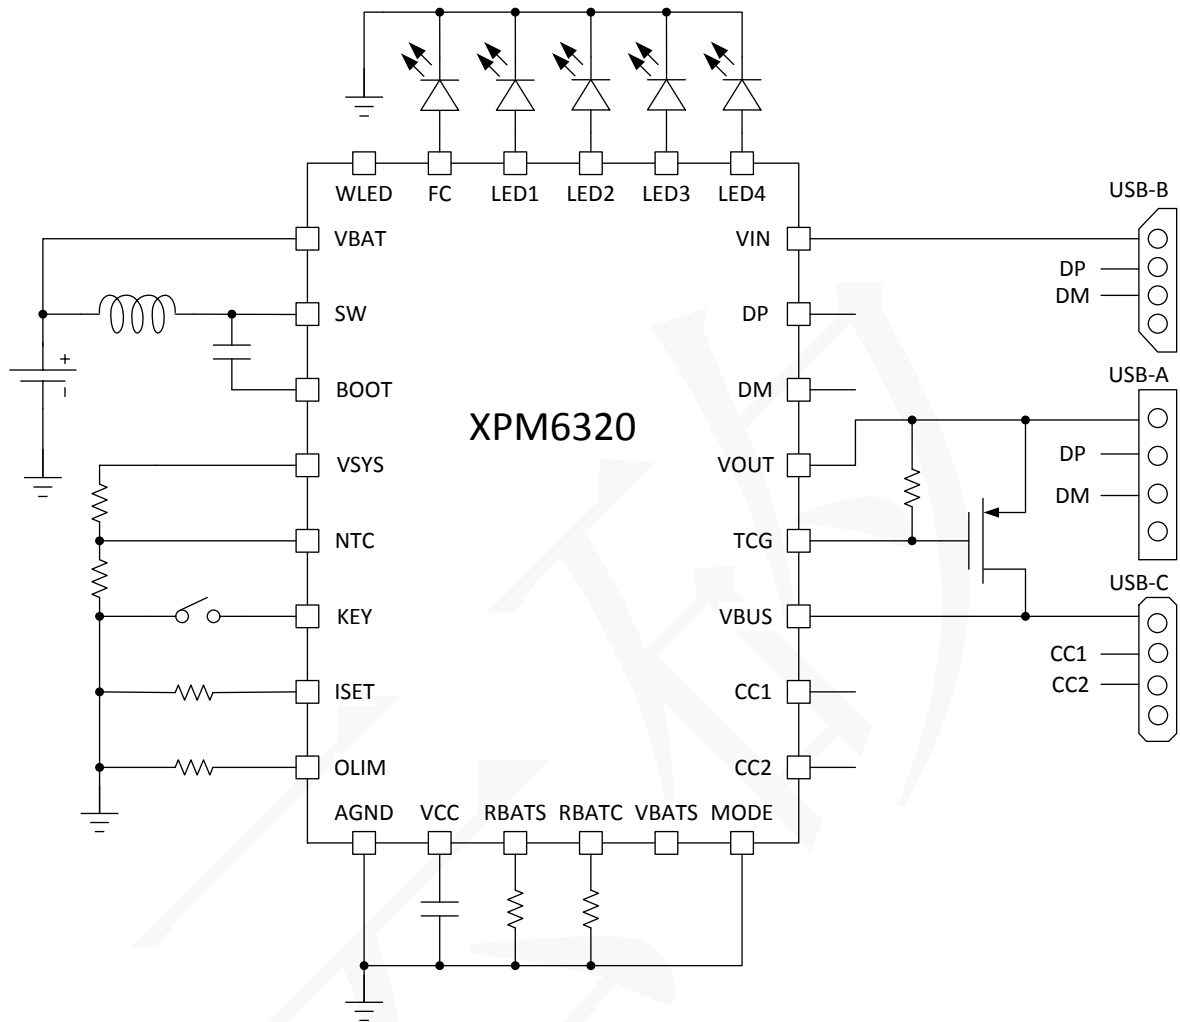 WLED FC LED1 LED2 LED3 LED4
USB-B
VBAT VIN
DP
DM
SW DP
+
-
BOOT DM
USB-A
XPM6320
VSYS VOUT
DP
DM
NTC TCG
USB-C
KEY VBUS
CC1
CC2
ISET CC1
OLIM CC2
AGND VCC RBATS RBATC VBATS MODE